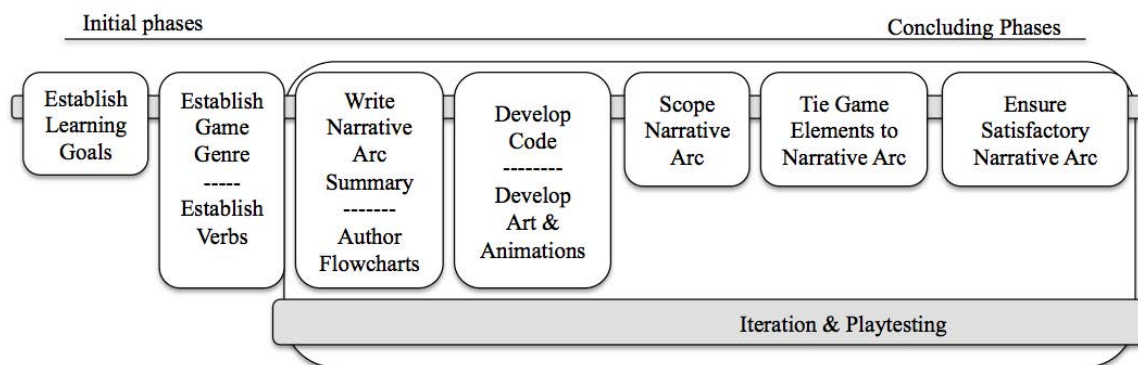 Initial phases
Concluding Phases
Establish
Learning
Goals
Establish
Game
Genre
-----
Establish
Verbs
Write
Narrative
Arc
Summary
-------
Author
Flowcharts
Develop
Code
--------
Develop
Art &
Animations
Scope
Narrative
Arc
Tie Game
Elements to
Narrative Arc
Ensure
Satisfactory
Narrative Arc
Iteration & Playtesting